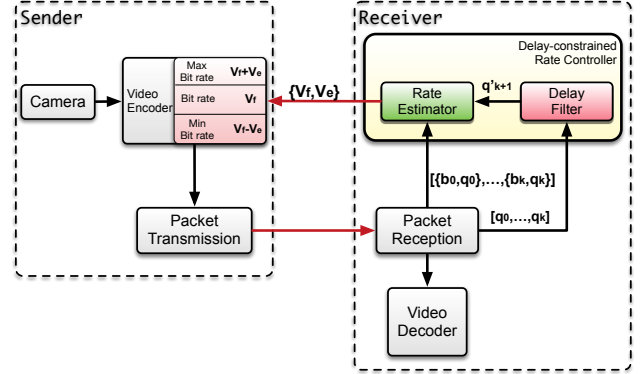 Sender
Receiver
Delay-constrained
Rate Controller
Camera
Video
Encoder
Max
Bit rate
Vf+Ve
Bit rate
Vf
Min
Bit rate
Vf-Ve
{Vf,Ve}
Rate
Estimator
q'k+1
Delay
Filter
[{b0,q0},...,{bk,qk}]
[q0,...,qk]
Packet
Transmission
Packet
Reception
Video
Decoder